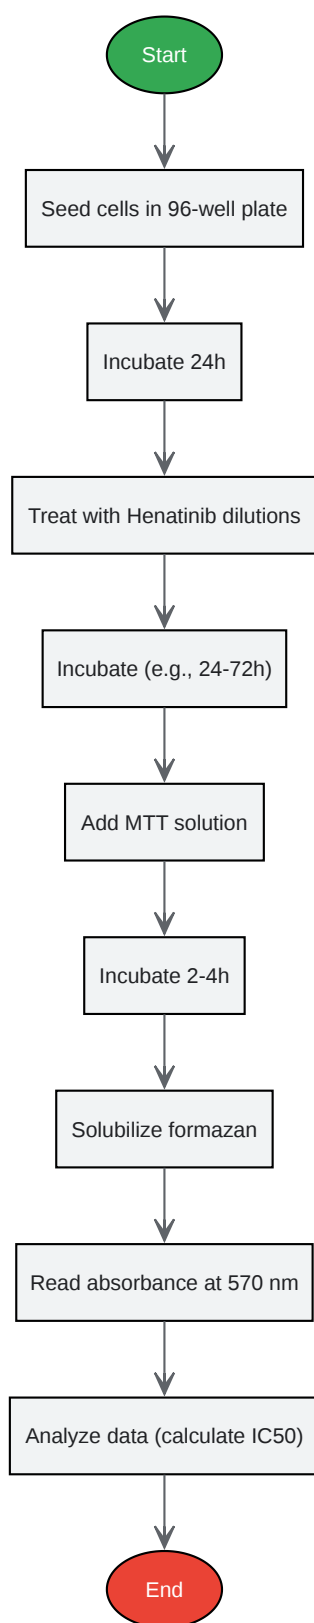 Start
Seed cells in 96-well plate
Incubate 24h
Treat with Henatinib dilutions
Incubate (e.g., 24-72h)
Add MTT solution
Incubate 2-4h
Solubilize formazan
Read absorbance at 570 nm
Analyze data (calculate IC50)
End